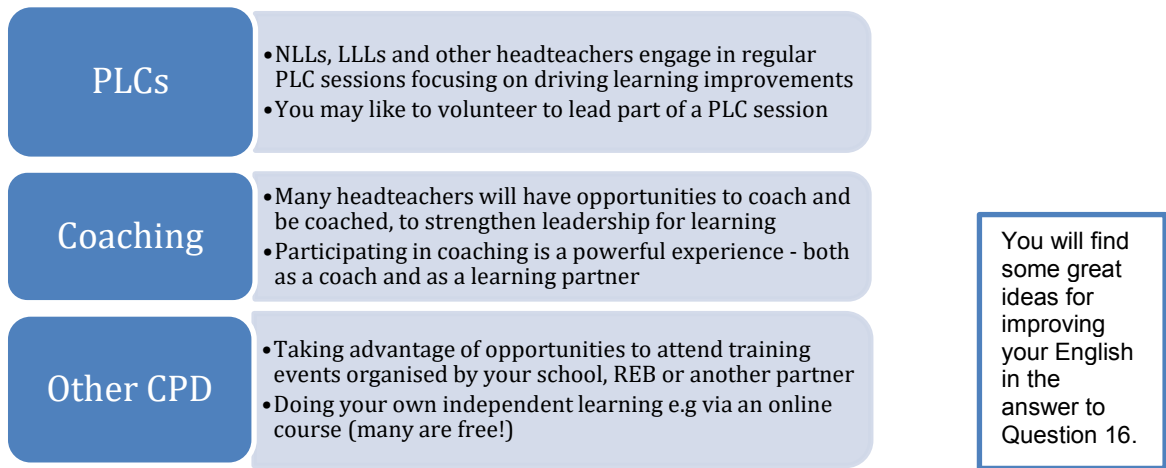 PLCs
•NLLs, LLLs and other headteachers engage in regular
PLC sessions focusing on driving learning improvements
•You may like to volunteer to lead part of a PLC session
Coaching
•Many headteachers will have opportunities to coach and
be coached, to strengthen leadership for learning
•Participating in coaching is a powerful experience - both
as a coach and as a learning partner
Other CPD
•Taking advantage of opportunities to attend training
events organised by your school, REB or another partner
•Doing your own independent learning e.g via an online
course (many are free!)
You will find
some great
ideas for
improving
your English
in the
answer to
Question 16.